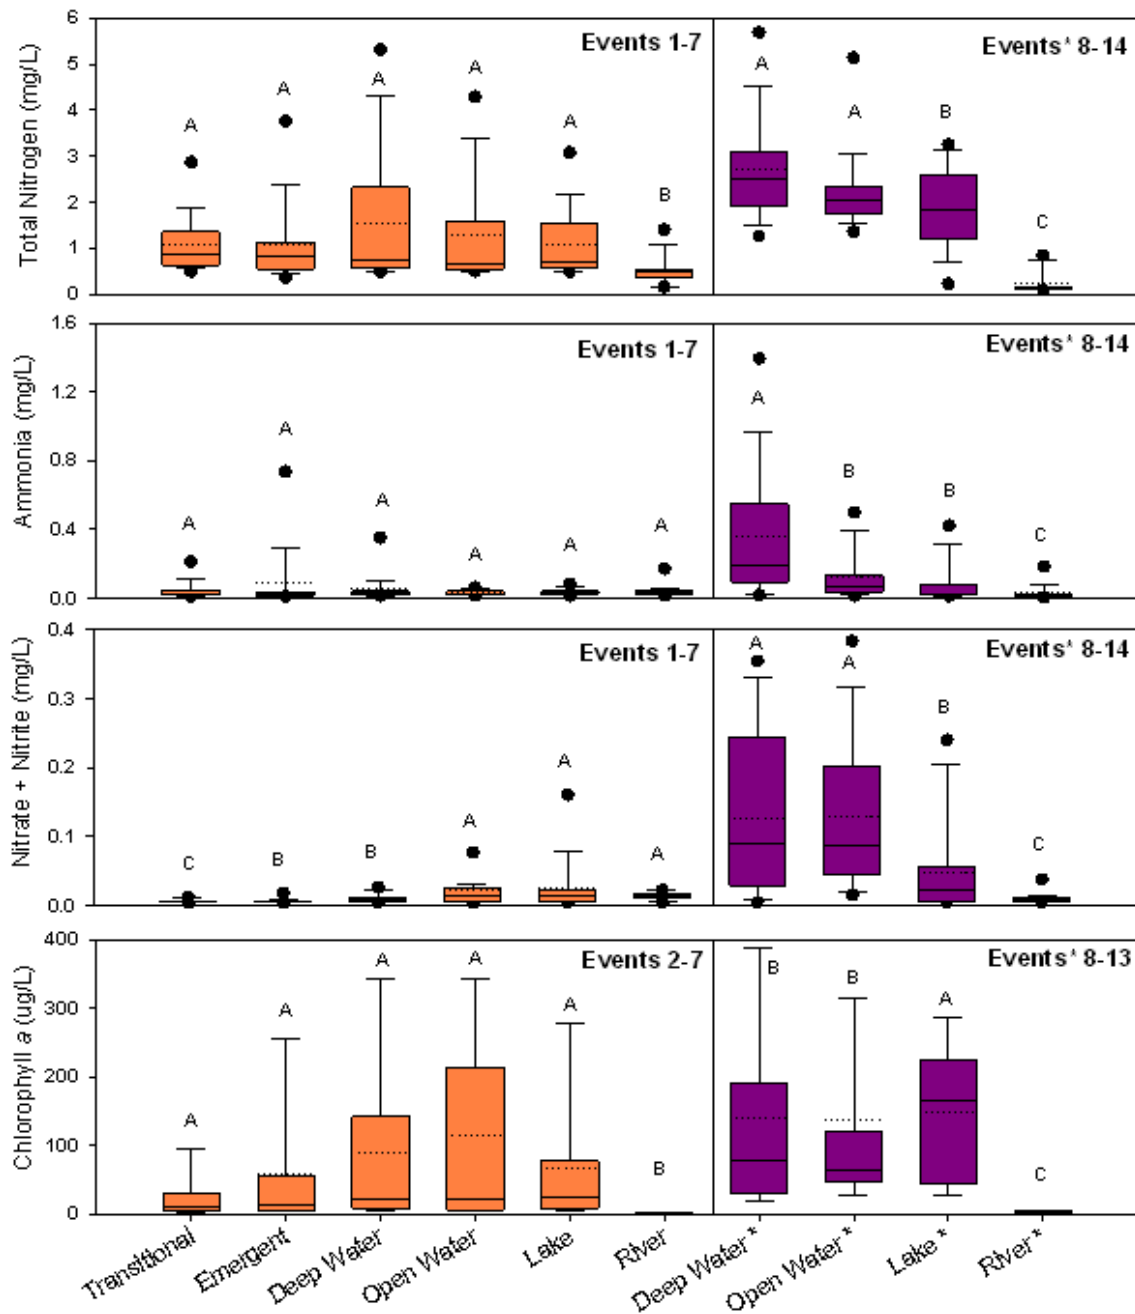 Total Nitrogen (mg/L)
6
5
4
3
2
1
0
Events 1-7
A
A
A
A
A
B
Events* 8-14
A
A
B
C
Ammonia (mg/L)
1.6
1.2
0.8
0.4
0.0
Events 1-7
A
A
A
A
A
A
Events* 8-14
A
B
B
C
Nitrate + Nitrite (mg/L)
0.4
0.3
0.2
0.1
0.0
Events 1-7
C
B
B
A
A
A
Events* 8-14
A
A
B
C
Chlorophyll a (ug/L)
400
300
200
100
0
Events 2-7
A
A
A
A
A
B
Events* 8-13
B
B
A
C
Transitional
Emergent
Deep Water
Open Water
Lake
River
Deep Water*
Open Water*
Lake*
River*